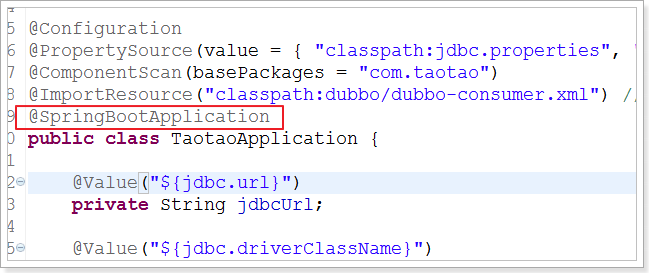 5 @Configuration
6 @PropertySource(value = { "classpath:jdbc.properties",
7 @ComponentScan(basePackages = "com.taotao")
8 @ImportResource("classpath:dubbo/dubbo-consumer.xml") //
9 @SpringBootApplication
0 public class TaotaoApplication {
1
2 @Value("${jdbc.url}")
3 private String jdbcUrl;
4
5 @Value("${jdbc.driverClassName}")